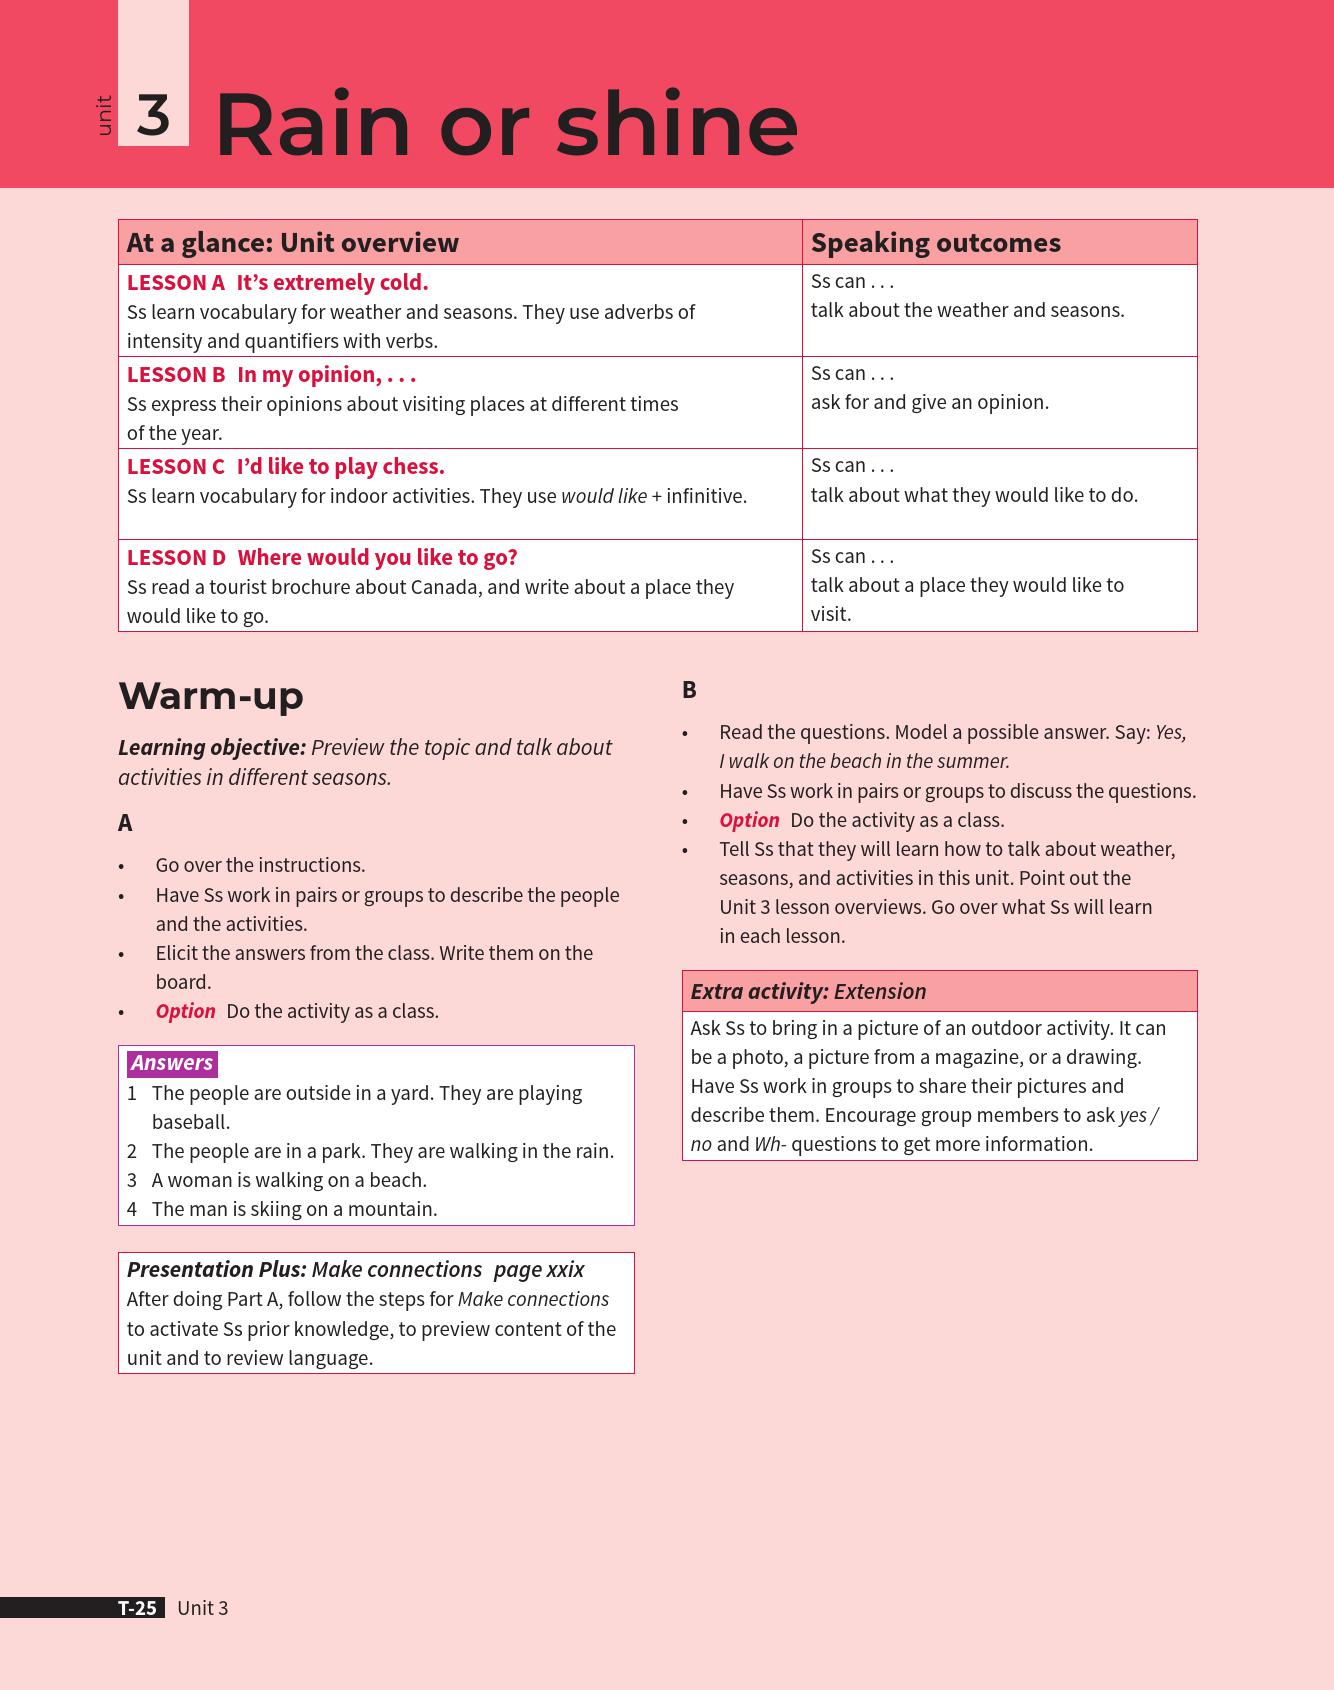 unit
3
Rain or shine
At a glance: Unit overview
Speaking outcomes
LESSON A It’s extremely cold.
Ss learn vocabulary for weather and seasons. They use adverbs of
intensity and quantifiers with verbs.
Ss can . . .
talk about the weather and seasons.
LESSON B In my opinion, . . .
Ss express their opinions about visiting places at different times
of the year.
Ss can . . .
ask for and give an opinion.
LESSON C I’d like to play chess.
Ss learn vocabulary for indoor activities. They use would like + infinitive.
Ss can . . .
talk about what they would like to do.
LESSON D Where would you like to go?
Ss read a tourist brochure about Canada, and write about a place they
would like to go.
Ss can . . .
talk about a place they would like to
visit.
Warm-up
Learning objective: Preview the topic and talk about
activities in different seasons.
A
• Go over the instructions.
• Have Ss work in pairs or groups to describe the people
and the activities.
• Elicit the answers from the class. Write them on the
board.
• Option Do the activity as a class.
Answers
1 The people are outside in a yard. They are playing
baseball.
2 The people are in a park. They are walking in the rain.
3 A woman is walking on a beach.
4 The man is skiing on a mountain.
Presentation Plus: Make connections page xxix
After doing Part A, follow the steps for Make connections
to activate Ss prior knowledge, to preview content of the
unit and to review language.
B
• Read the questions. Model a possible answer. Say: Yes,
I walk on the beach in the summer.
• Have Ss work in pairs or groups to discuss the questions.
• Option Do the activity as a class.
• Tell Ss that they will learn how to talk about weather,
seasons, and activities in this unit. Point out the
Unit 3 lesson overviews. Go over what Ss will learn
in each lesson.
Extra activity: Extension
Ask Ss to bring in a picture of an outdoor activity. It can
be a photo, a picture from a magazine, or a drawing.
Have Ss work in groups to share their pictures and
describe them. Encourage group members to ask yes /
no and Wh- questions to get more information.
T-25 Unit 3